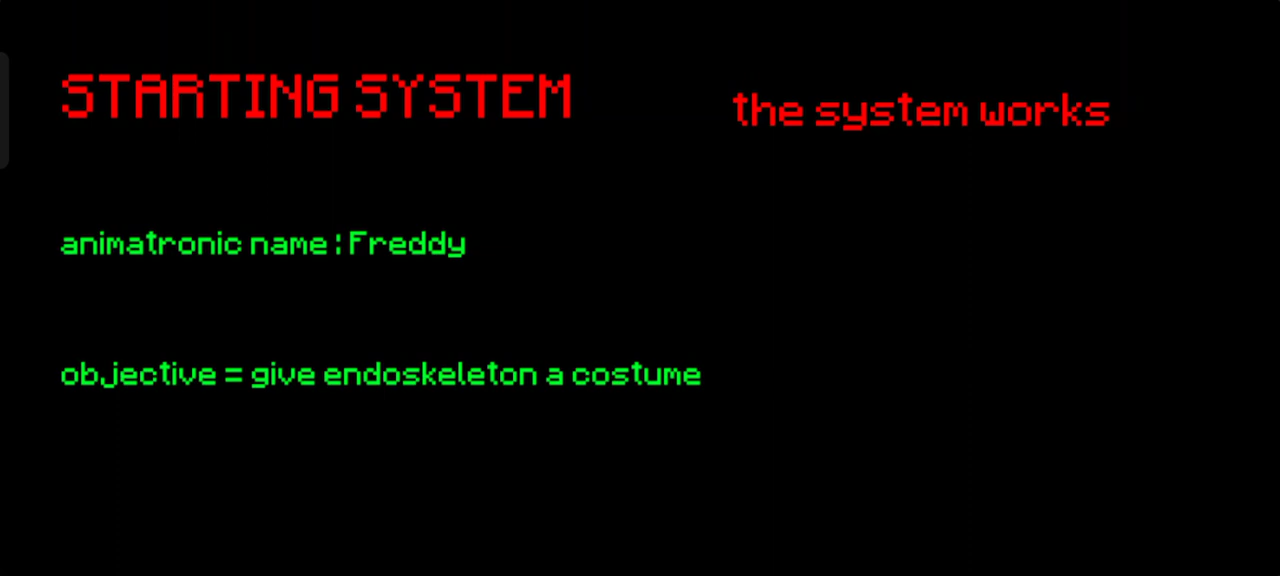 STARTING SYSTEM
the system works
animatronic name : Freddy
objective = give endoskeleton a costume